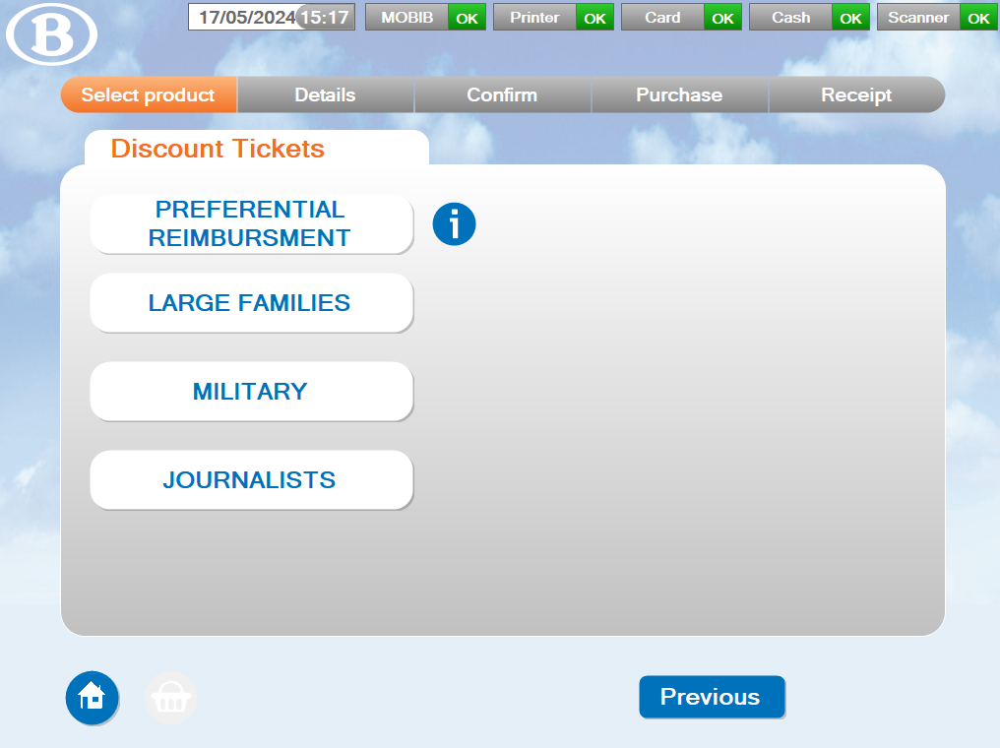 B
17/05/2024 15:17 MOBIB OK Printer OK Card OK Cash OK Scanner OK
Select product Details Confirm Purchase Receipt
Discount Tickets
PREFERENTIAL
REIMBURSMENT
i
LARGE FAMILIES
MILITARY
JOURNALISTS
Previous